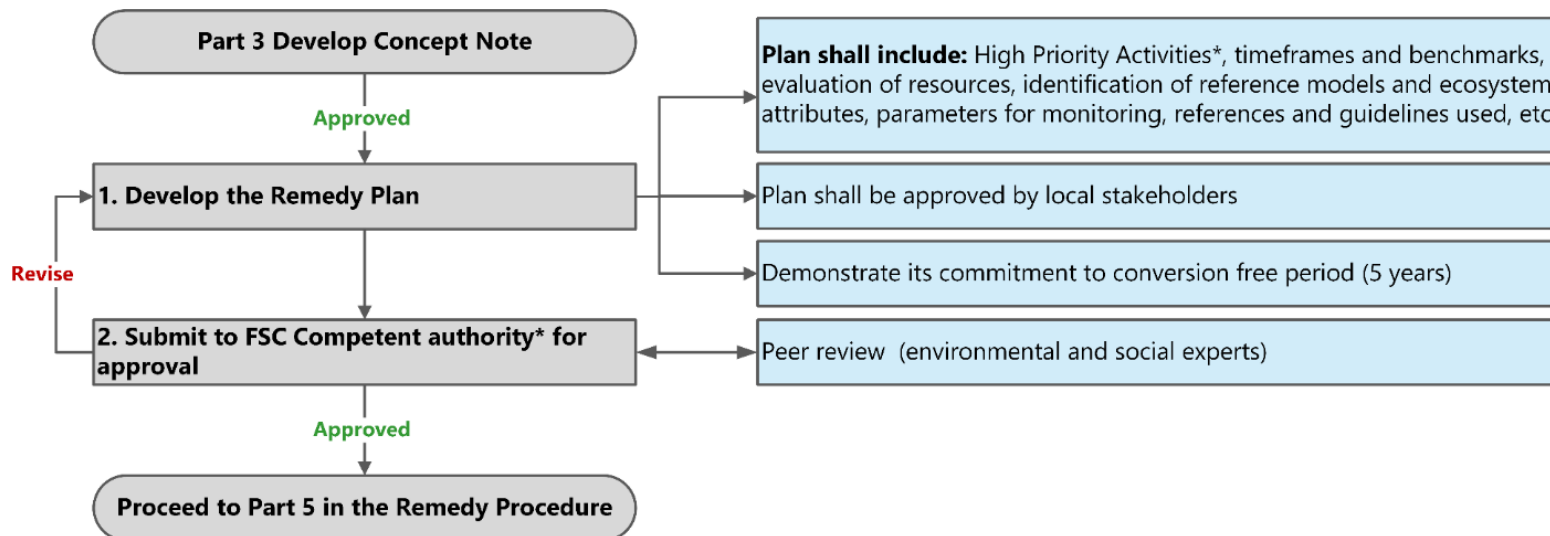 Part 3 Develop Concept Note
Plan shall include: High Priority Activities*, timeframes and benchmarks,
evaluation of resources, identification of reference models and ecosystem
attributes, parameters for monitoring, references and guidelines used, etc
Approved
1. Develop the Remedy Plan
Plan shall be approved by local stakeholders
Revise
Demonstrate its commitment to conversion free period (5 years)
2. Submit to FSC Competent authority* for
approval
Peer review  (environmental and social experts)
Approved
Proceed to Part 5 in the Remedy Procedure